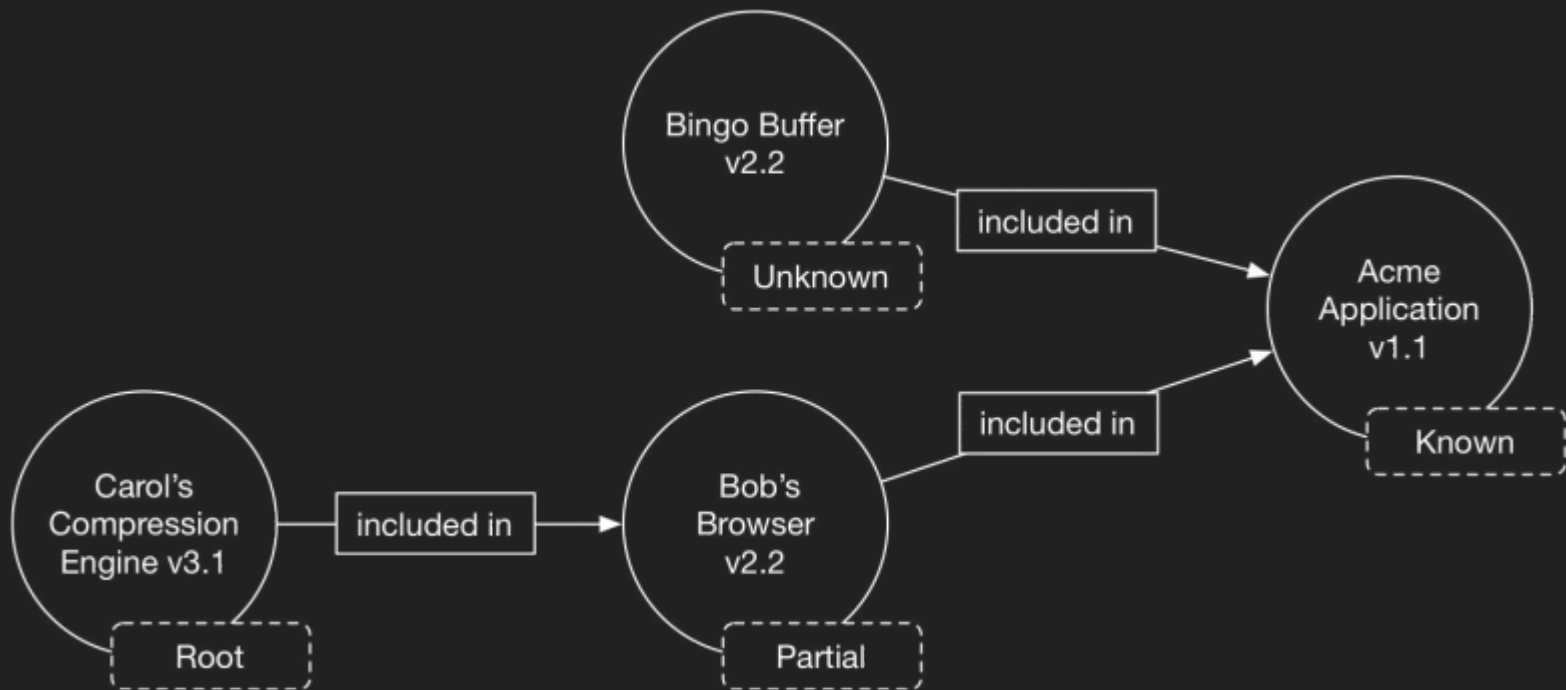 Bingo Buffer
v2.2
Unknown
included in
Acme
Application
v1.1
Known
included in
Carol’s
Compression
Engine v3.1
Root
included in
Bob’s
Browser
v2.2
Partial